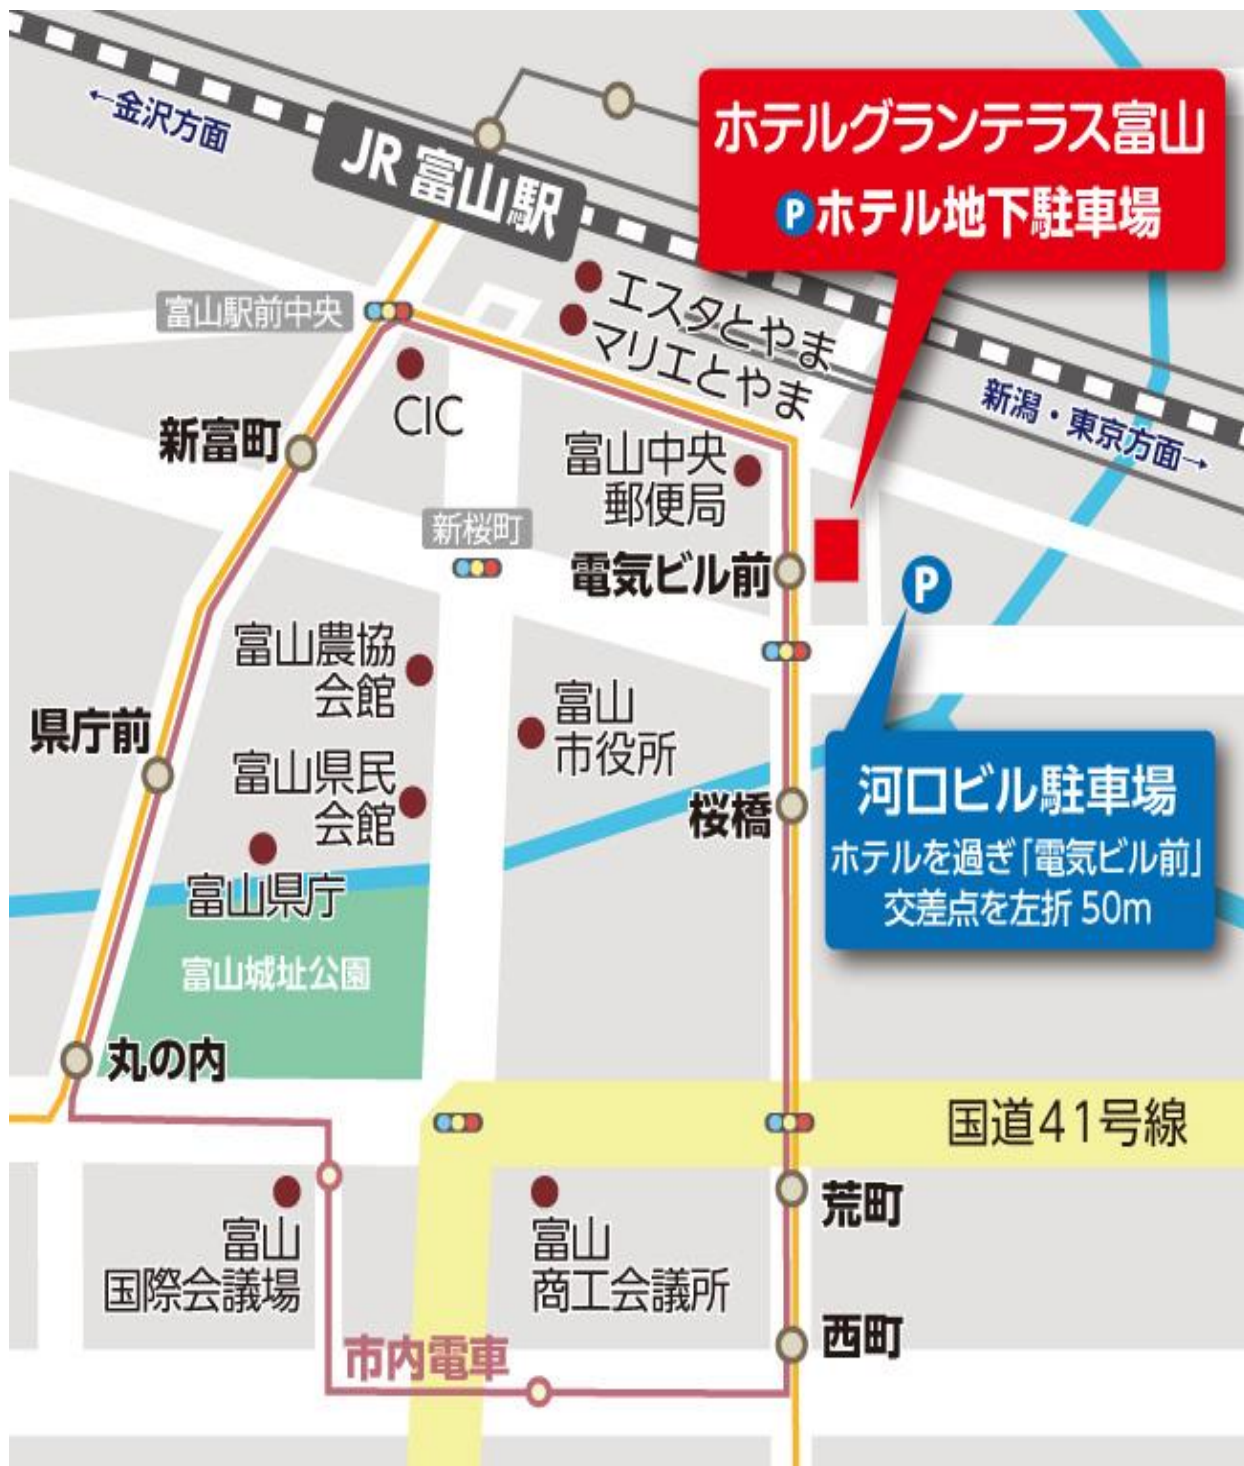 ←金沢方面
JR 富山駅
ホテルグランテラス富山
Pホテル地下駐車場
富山駅前中央
エスタとやま
マリエとやま
CIC
新潟・東京方面→
新富町
富山中央
郵便局
新桜町
電気ビル前
P
富山農協
会館
富山
市役所
県庁前
富山県民
会館
桜橋
河口ビル駐車場
ホテルを過ぎ「電気ビル前」
交差点を左折 50m
富山県庁
富山城址公園
丸の内
国道41号線
荒町
富山
国際会議場
富山
商工会議所
西町
市内電車